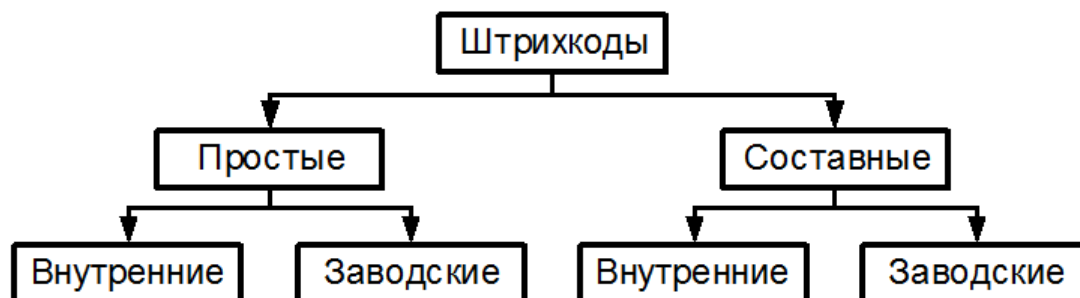 Штрихкоды
Простые
Составные
Внутренние
Заводские
Внутренние
Заводские